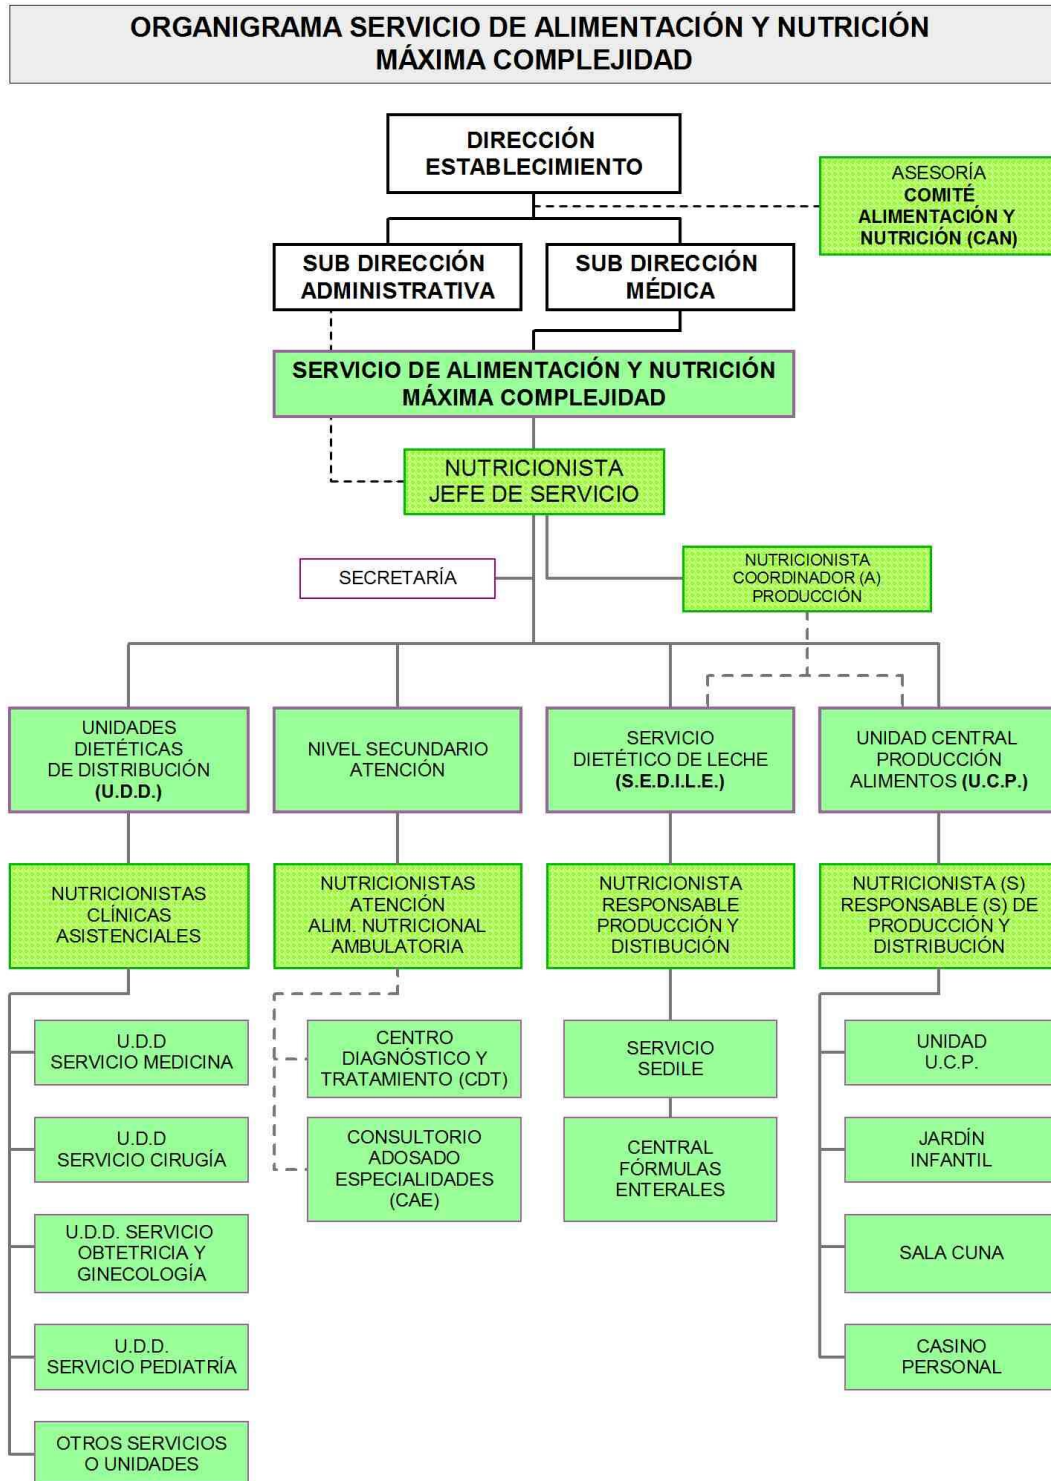 ORGANIGRAMA SERVICIO DE ALIMENTACIÓN Y NUTRICIÓN
MÁXIMA COMPLEJIDAD
DIRECCIÓN
ESTABLECIMIENTO
ASESORÍA
COMITÉ
ALIMENTACIÓN Y
NUTRICIÓN (CAN)
SUB DIRECCIÓN
ADMINISTRATIVA
SUB DIRECCIÓN
MÉDICA
SERVICIO DE ALIMENTACIÓN Y NUTRICIÓN
MÁXIMA COMPLEJIDAD
NUTRICIONISTA
JEFE DE SERVICIO
SECRETARÍA
NUTRICIONISTA
COORDINADOR (A)
PRODUCCIÓN
UNIDADES
DIETÉTICAS
DE DISTRIBUCIÓN
(U.D.D.)
NIVEL SECUNDARIO
ATENCIÓN
SERVICIO
DIETÉTICO DE LECHE
(S.E.D.I.L.E.)
UNIDAD CENTRAL
PRODUCCIÓN
ALIMENTOS (U.C.P.)
NUTRICIONISTAS
CLÍNICAS
ASISTENCIALES
NUTRICIONISTAS
ATENCIÓN
ALIM. NUTRICIONAL
AMBULATORIA
NUTRICIONISTA
RESPONSABLE
PRODUCCIÓN Y
DISTIBUCIÓN
NUTRICIONISTA (S)
RESPONSABLE (S) DE
PRODUCCIÓN Y
DISTRIBUCIÓN
U.D.D
SERVICIO MEDICINA
U.D.D
SERVICIO CIRUGÍA
U.D.D. SERVICIO
OBTETRICIA Y
GINECOLOGÍA
U.D.D.
SERVICIO PEDIATRÍA
OTROS SERVICIOS
O UNIDADES
CENTRO
DIAGNÓSTICO Y
TRATAMIENTO (CDT)
CONSULTORIO
ADOSADO
ESPECIALIDADES
(CAE)
SERVICIO
SEDILE
CENTRAL
FÓRMULAS
ENTERALES
UNIDAD
U.C.P.
JARDÍN
INFANTIL
SALA CUNA
CASINO
PERSONAL